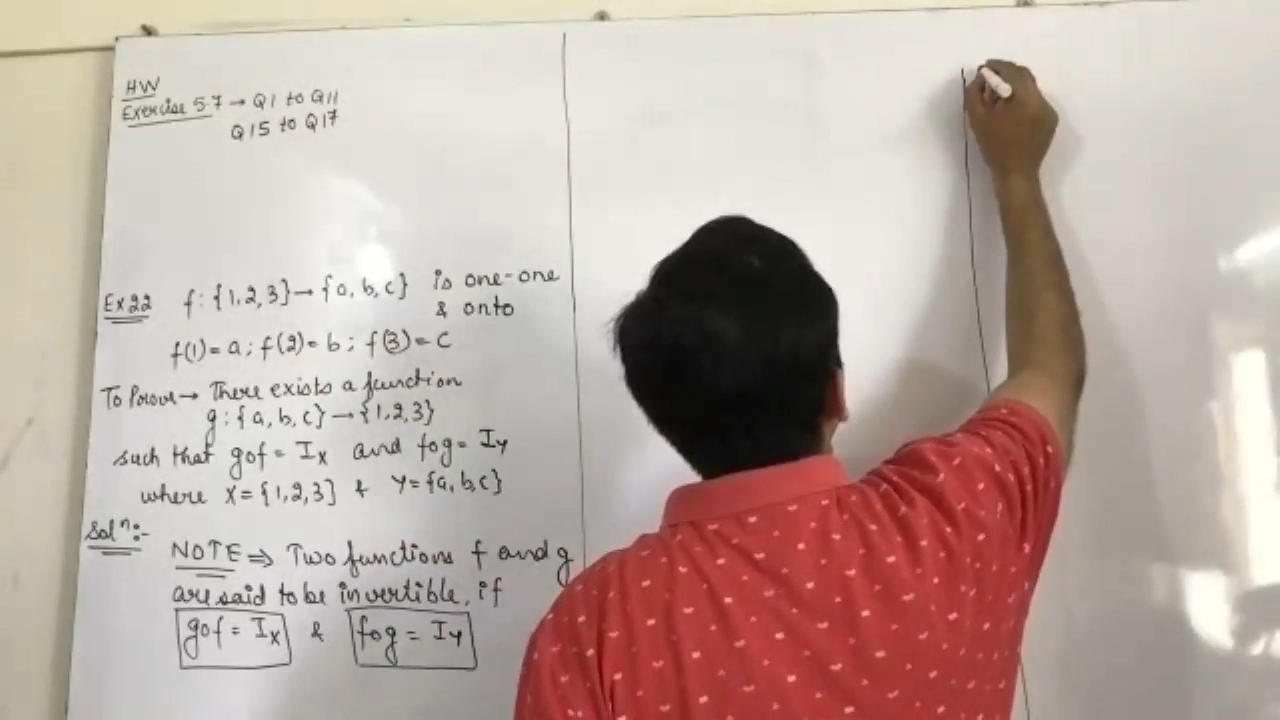 HW
Exercise 5.7 → Q1 to Q11
Q15 to Q17
Ex 22 f: {1, 2, 3} → {a, b, c} is one-one
& onto
f(1) = a ; f(2) = b ; f(3) = c
To Prove → There exists a function
g : {a, b, c} → {1, 2, 3}
such that gof = Ix and fog = Iy
where X = {1, 2, 3} & Y = {a, b, c}
Solⁿ:-
NOTE ⇒ Two functions f and g
are said to be invertible, if
gof = Ix & fog = Iy